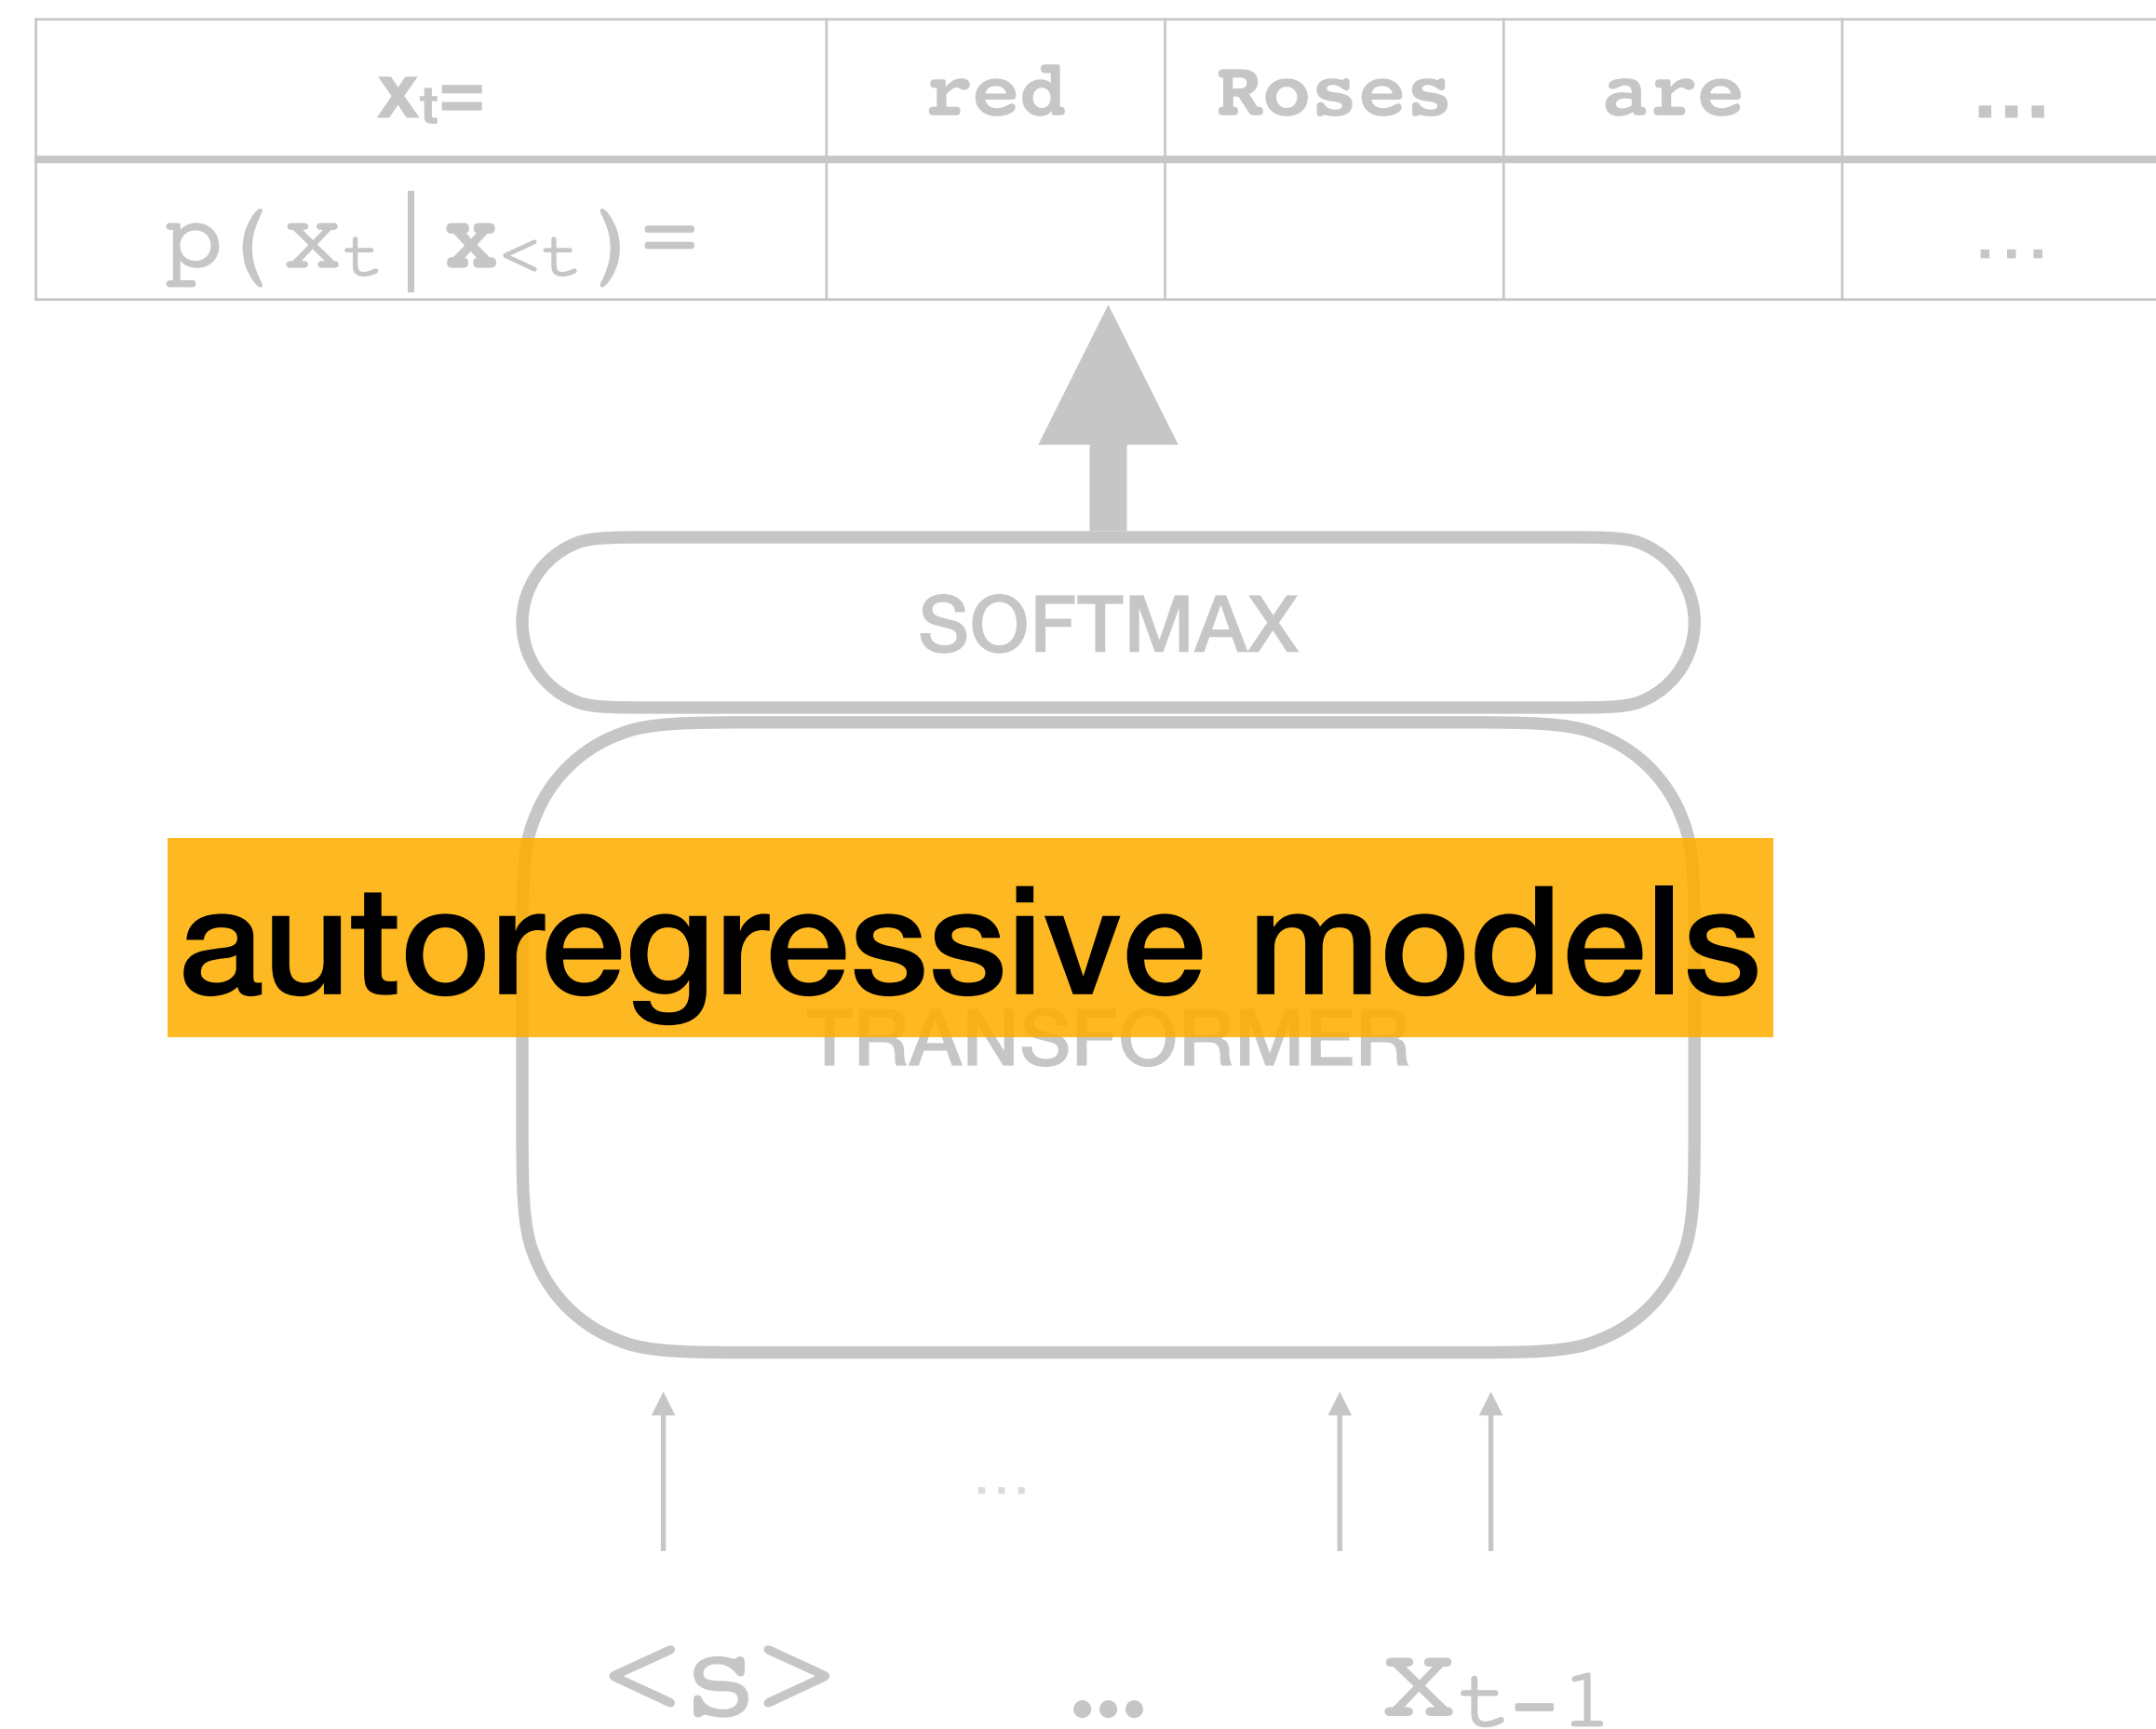 xt= red Roses are ...
p(xt|x<t)= ...
SOFTMAX
autoregressive models
TRANSFORMER
...
<s> ... xt-1